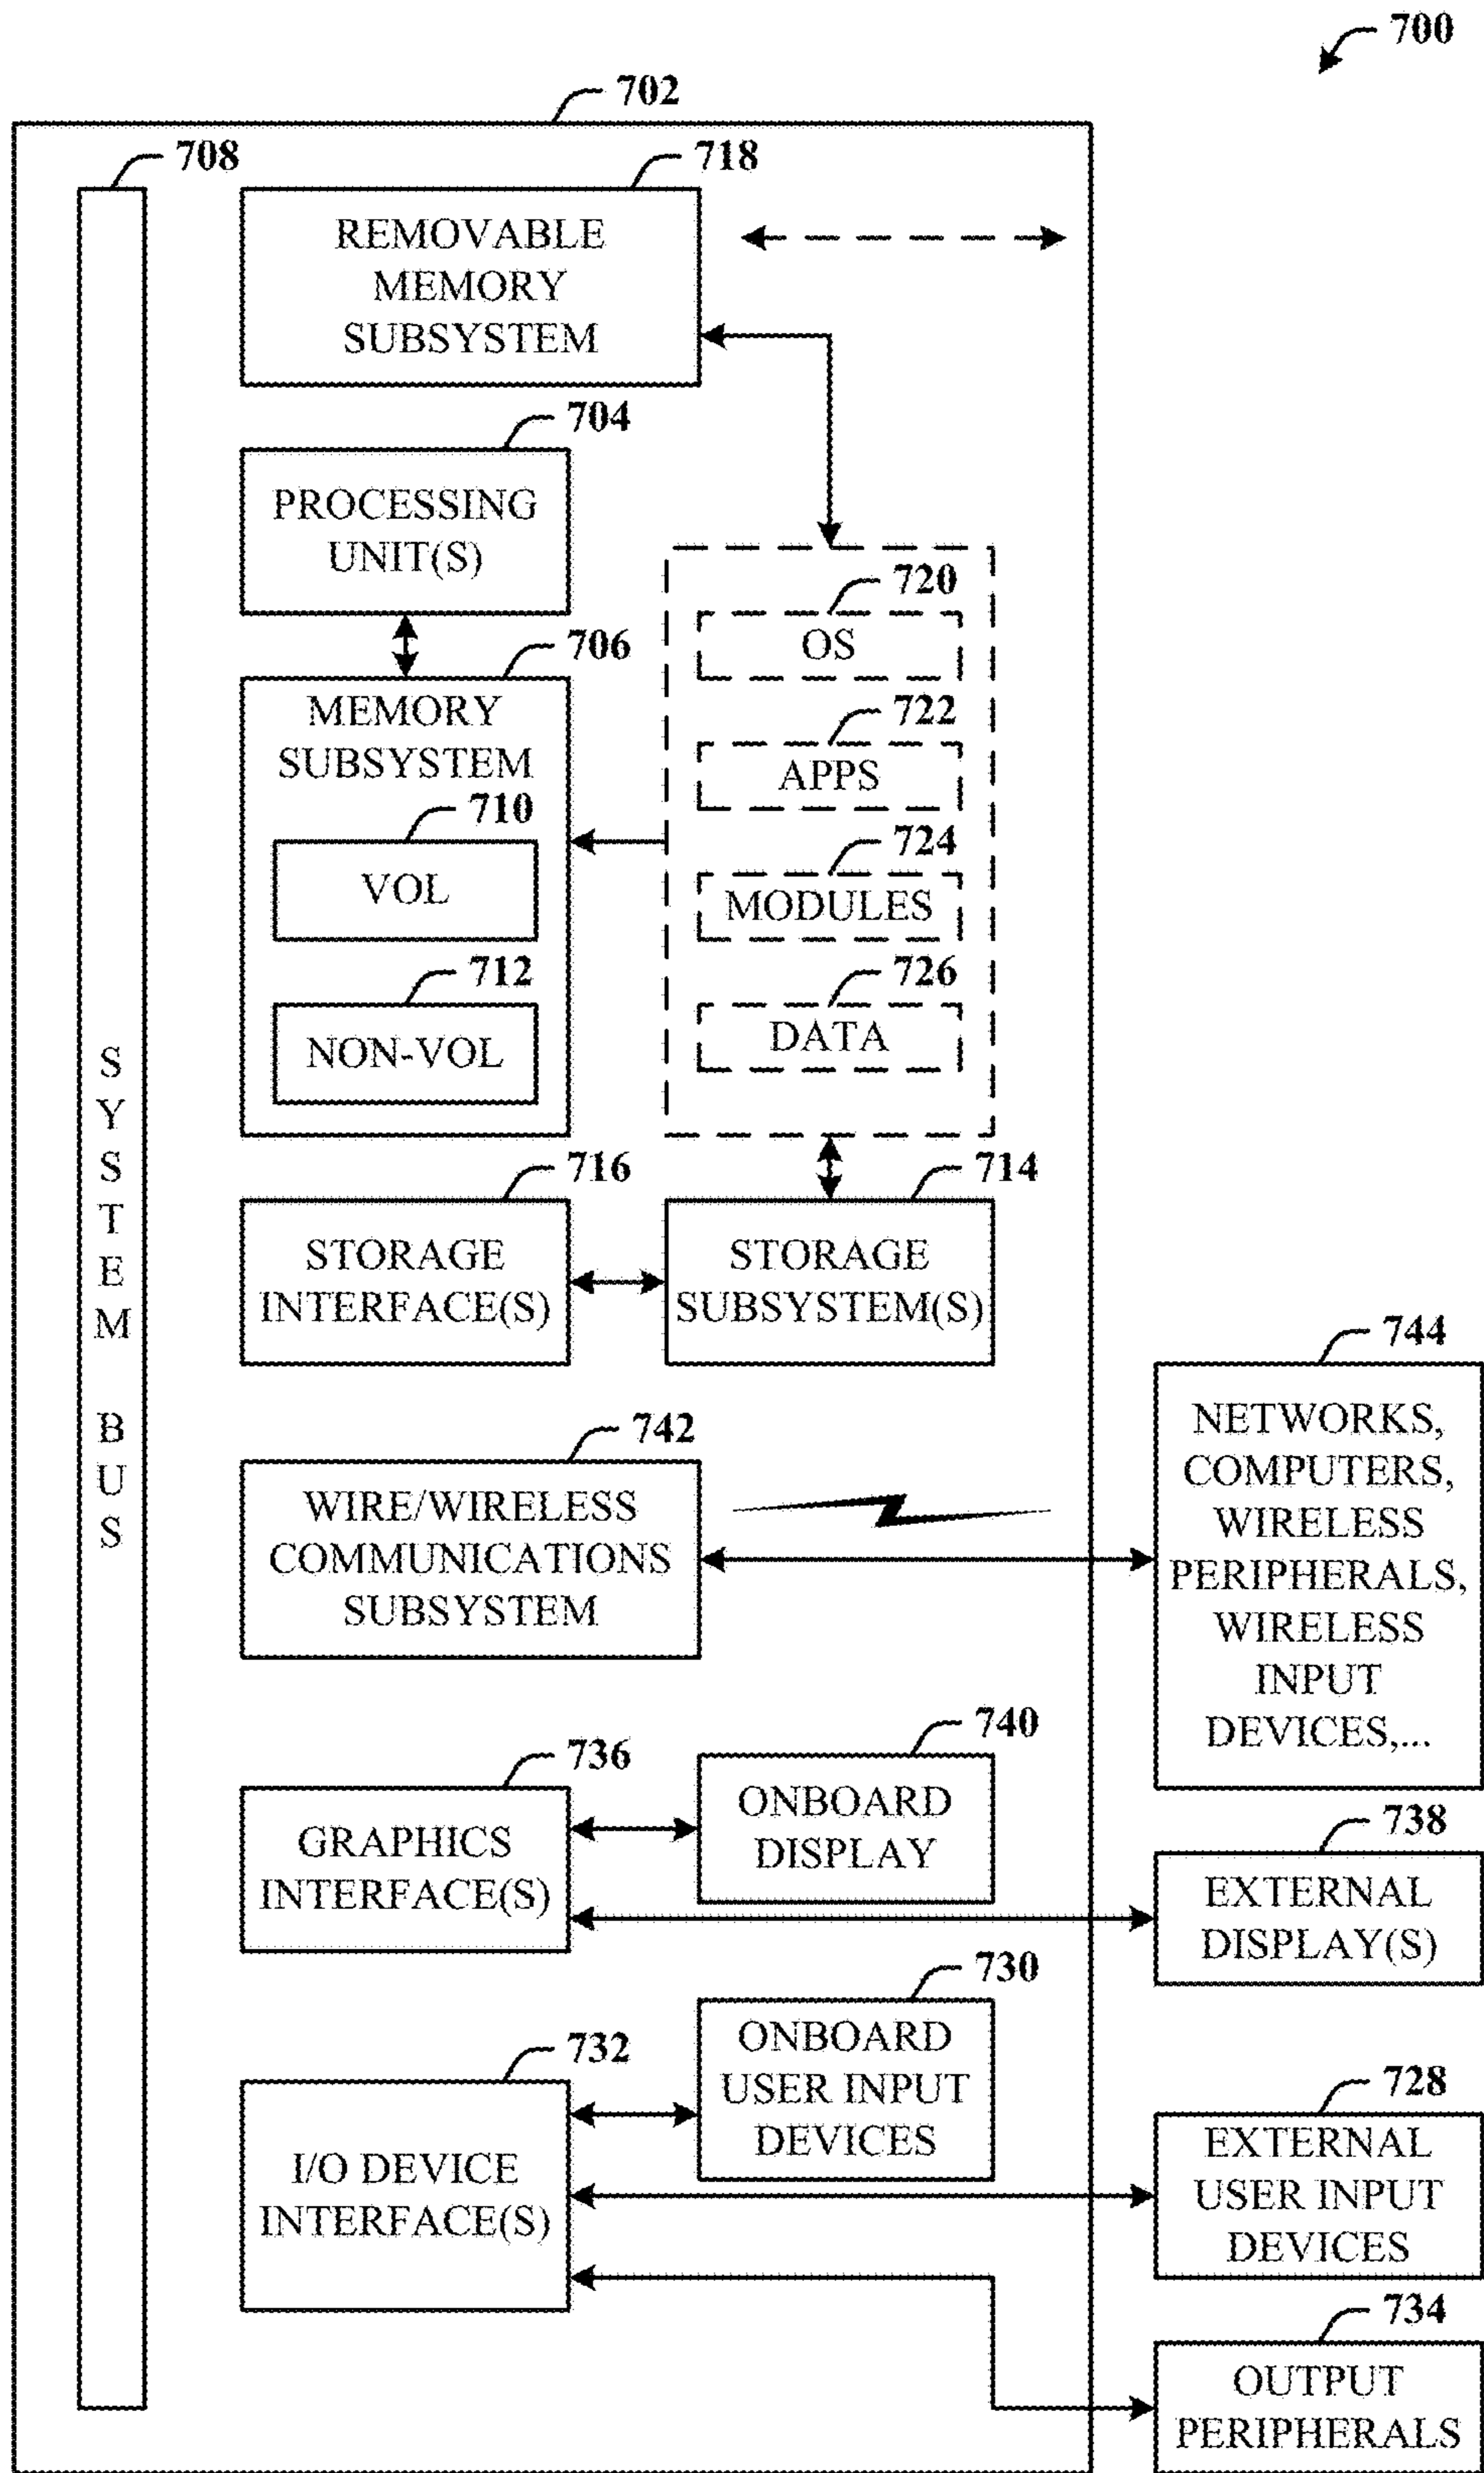 700
702
708
718
REMOVABLE
MEMORY
SUBSYSTEM
704
PROCESSING
UNIT(S)
720
OS
706
MEMORY
SUBSYSTEM
722
APPS
710
VOL
724
MODULES
712
NON-VOL
726
DATA
SYSTEM BUS
716
STORAGE
INTERFACE(S)
714
STORAGE
SUBSYSTEM(S)
744
NETWORKS,
COMPUTERS,
WIRELESS
PERIPHERALS,
WIRELESS
INPUT
DEVICES,...
742
WIRE/WIRELESS
COMMUNICATIONS
SUBSYSTEM
736
GRAPHICS
INTERFACE(S)
740
ONBOARD
DISPLAY
738
EXTERNAL
DISPLAY(S)
730
ONBOARD
USER INPUT
DEVICES
732
I/O DEVICE
INTERFACE(S)
728
EXTERNAL
USER INPUT
DEVICES
734
OUTPUT
PERIPHERALS